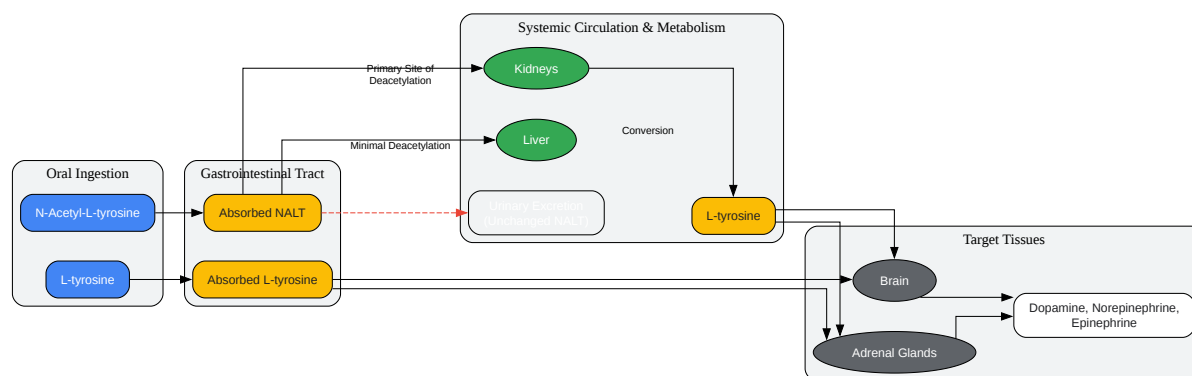 Systemic Circulation & Metabolism
Primary Site of
Deacetylation
Kidneys
Conversion
Minimal Deacetylation
Liver
Oral Ingestion
Gastrointestinal Tract
N-Acetyl-L-tyrosine
Absorbed NALT
Urinary Excretion
(Unchanged NALT)
L-tyrosine
Target Tissues
L-tyrosine
Absorbed L-tyrosine
Brain
Dopamine, Norepinephrine,
Epinephrine
Adrenal Glands